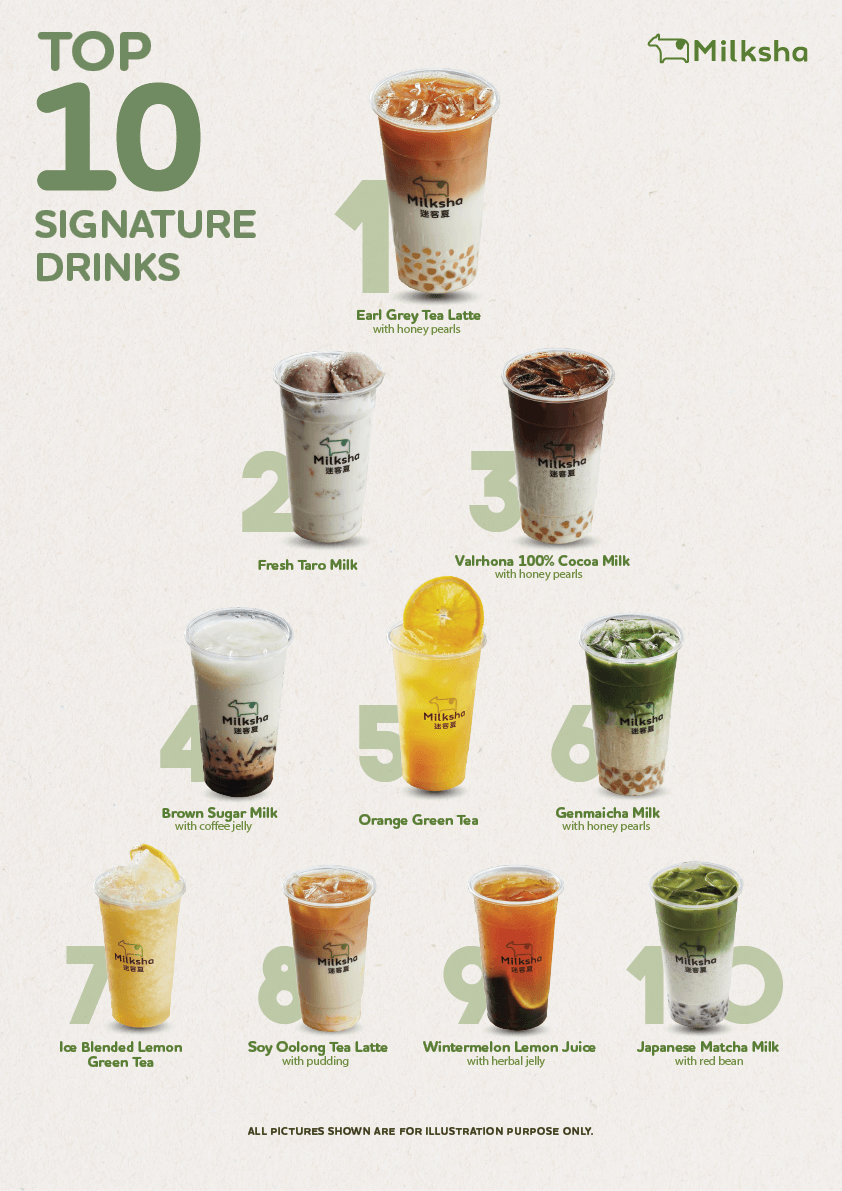 TOP
10
SIGNATURE
DRINKS
Milksha
Milksha
迷客夏
1
Earl Grey Tea Latte
with honey pearls
Milksha
迷客夏
2
Fresh Taro Milk
Milksha
迷客夏
3
Valrhona 100% Cocoa Milk
with honey pearls
Milksha
迷客夏
4
Brown Sugar Milk
with coffee jelly
Milksha
迷客夏
5
Orange Green Tea
Milksha
迷客夏
6
Genmaicha Milk
with honey pearls
Milksha
迷客夏
7
Ice Blended Lemon
Green Tea
Milksha
迷客夏
8
Soy Oolong Tea Latte
with pudding
Milksha
迷客夏
9
Wintermelon Lemon Juice
with herbal jelly
Milksha
迷客夏
10
Japanese Matcha Milk
with red bean
ALL PICTURES SHOWN ARE FOR ILLUSTRATION PURPOSE ONLY.